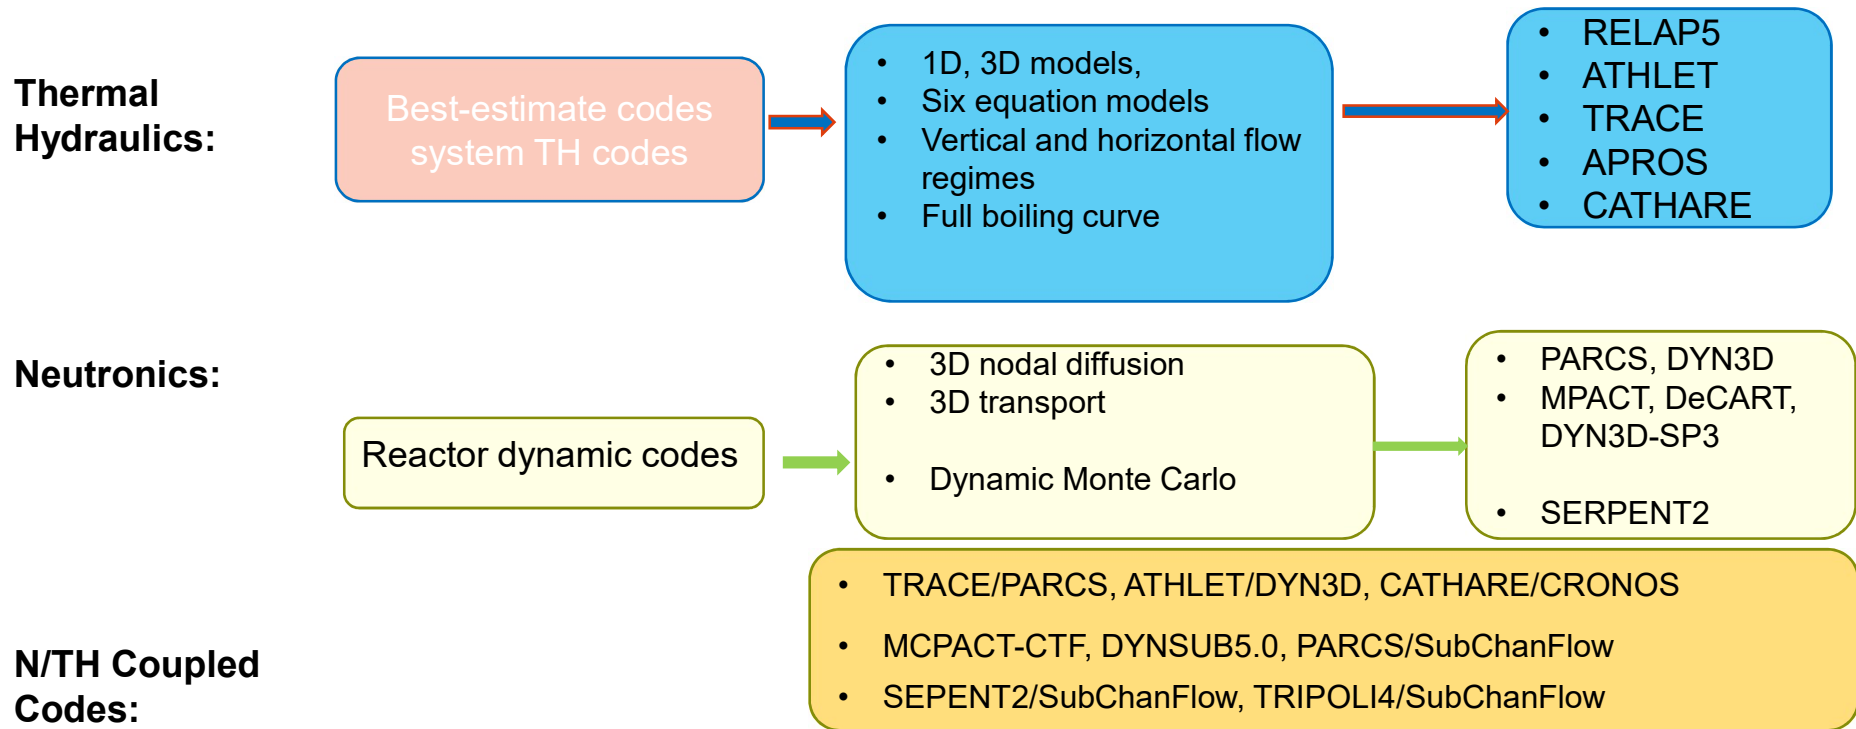 Thermal
Hydraulics:
Best-estimate codes
system TH codes
• 1D, 3D models,
• Six equation models
• Vertical and horizontal flow
regimes
• Full boiling curve
• RELAP5
• ATHLET
• TRACE
• APROS
• CATHARE
Neutronics:
Reactor dynamic codes
• 3D nodal diffusion
• 3D transport
• Dynamic Monte Carlo
• PARCS, DYN3D
• MPACT, DeCART,
DYN3D-SP3
• SERPENT2
N/TH Coupled
Codes:
• TRACE/PARCS, ATHLET/DYN3D, CATHARE/CRONOS
• MCPACT-CTF, DYNSUB5.0, PARCS/SubChanFlow
• SEPENT2/SubChanFlow, TRIPOLI4/SubChanFlow